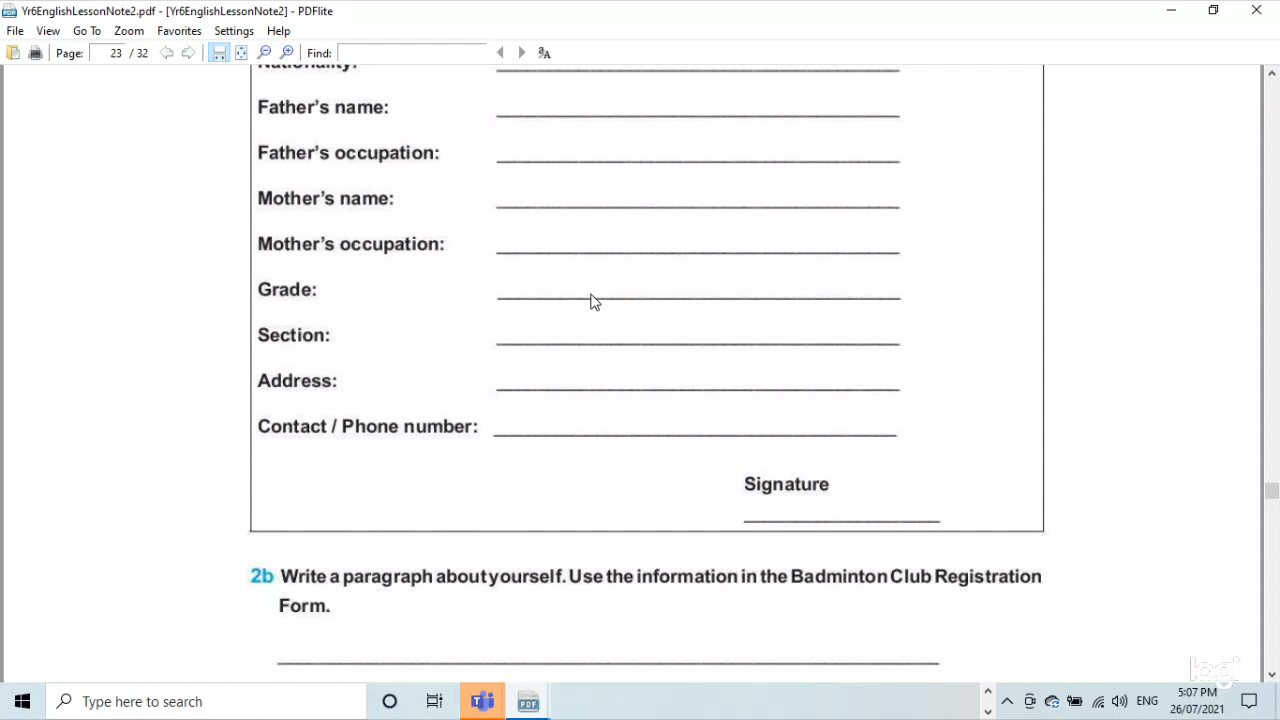 Yr6EnglishLessonNote2.pdf - [Yr6EnglishLessonNote2] - PDFlite
File View Go To Zoom Favorites Settings Help
Page: 23 / 32 Find:
Nationality:
Father's name:
Father's occupation:
Mother's name:
Mother's occupation:
Grade:
Section:
Address:
Contact / Phone number:
Signature
2b Write a paragraph about yourself. Use the information in the Badminton Club Registration
Form.
Type here to search
ENG
5:07 PM
26/07/2021